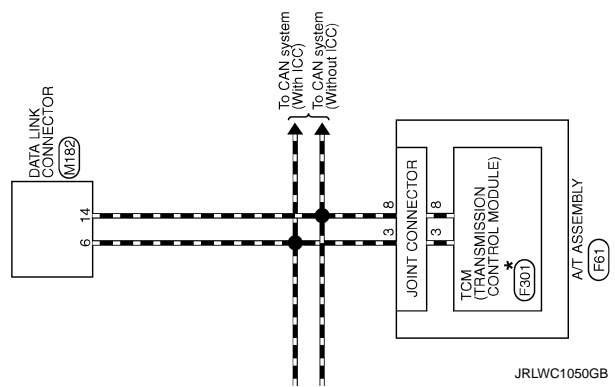 DATA LINK
CONNECTOR
M182
14
6
To CAN system
(With ICC)
To CAN system
(Without ICC)
8
3
JOINT CONNECTOR
8
3
TCM
(TRANSMISSION
CONTROL MODULE)
*
F301
A/T ASSEMBLY
F61
JRLWC1050GB